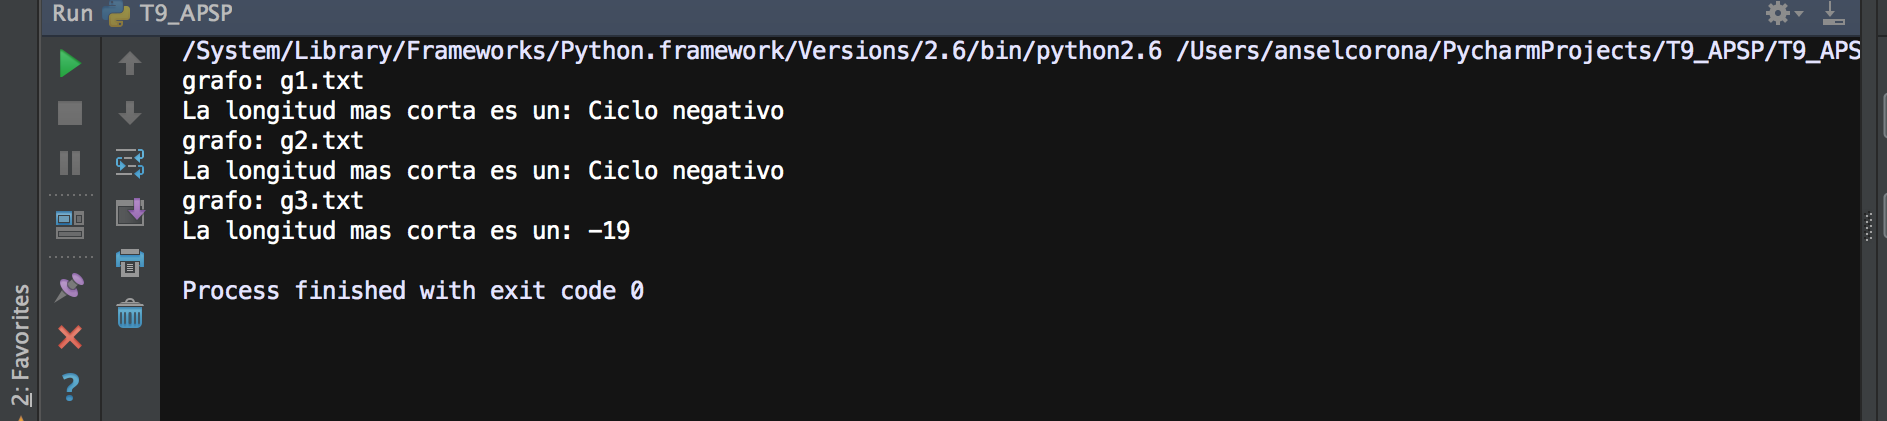 Run T9_APSP
/System/Library/Frameworks/Python.framework/Versions/2.6/bin/python2.6 /Users/anselcorona/PycharmProjects/T9_APSP/T9_APS
grafo: g1.txt
La longitud mas corta es un: Ciclo negativo
grafo: g2.txt
La longitud mas corta es un: Ciclo negativo
grafo: g3.txt
La longitud mas corta es un: -19
Process finished with exit code 0
2: Favorites